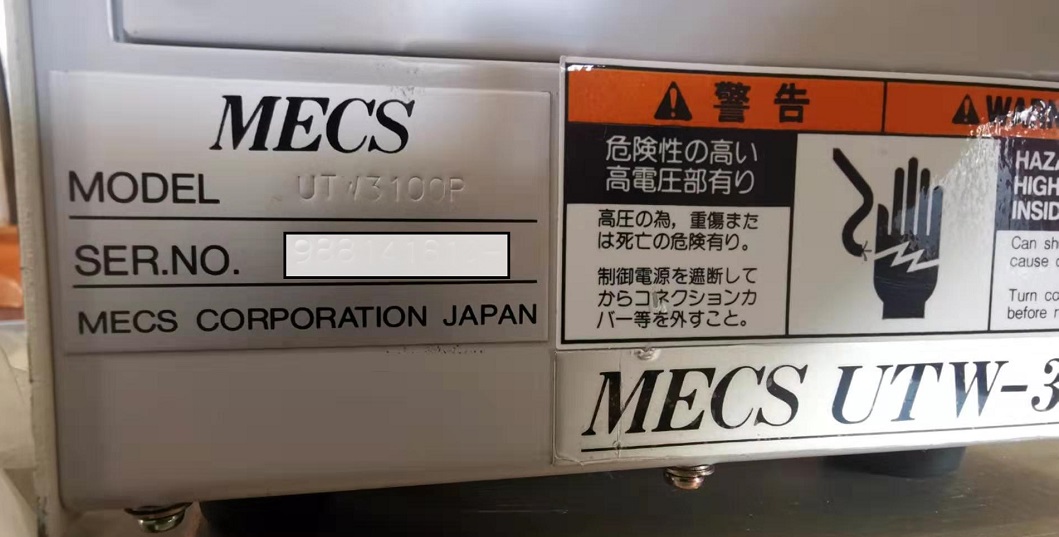 MECS
MODEL UTW3100P
SER.NO.
MECS CORPORATION JAPAN
警告
危険性の高い
高電圧部有り
高圧の為，重傷また
は死亡の危険有り。
制御電源を遮断して
からコネクションカ
バー等を外すこと。
WARN
HAZA
HIGH
INSID
Can sh
cause
Turn co
before
MECS UTW-3